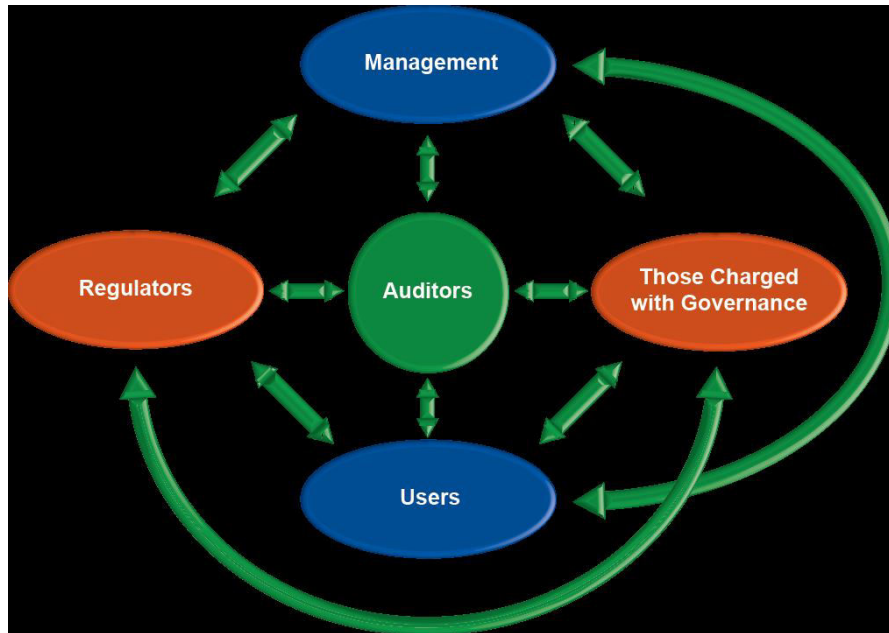 Management
Regulators
Auditors
Those Charged
with Governance
Users